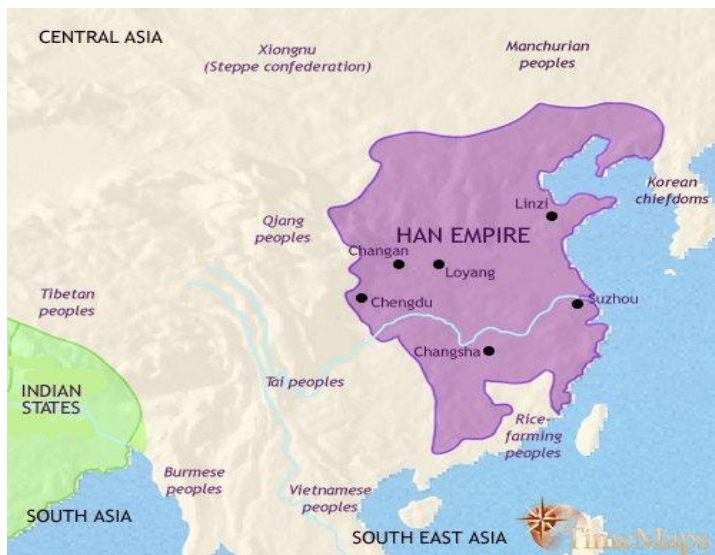 CENTRAL ASIA
Xiongnu
(Steppe confederation)
Manchurian
peoples
Korean
chiefdoms
Linzi
Qiang
peoples
HAN EMPIRE
Changan
Loyang
Tibetan
peoples
Chengdu
Suzhou
Changsha
Tai peoples
INDIAN
STATES
Rice-
farming
peoples
Burmese
peoples
Vietnamese
peoples
SOUTH ASIA
SOUTH EAST ASIA
TimeMaps